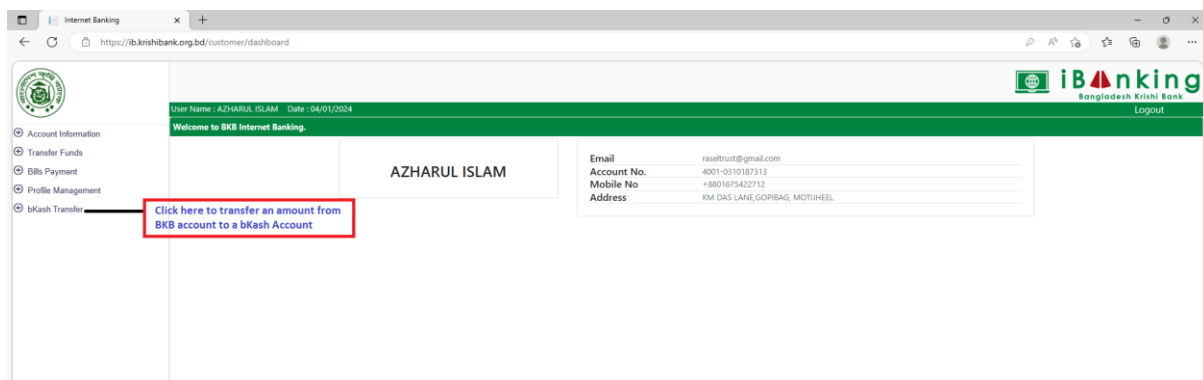 Internet Banking
https://ib.krishibank.org.bd/customer/dashboard
iBanking
Bangladesh Krishi Bank
User Name : AZHARUL ISLAM Date : 04/01/2024
Logout
Welcome to BKB Internet Banking.
Account Information
Transfer Funds
Bills Payment
Profile Management
bKash Transfer
Click here to transfer an amount from
BKB account to a bKash Account
AZHARUL ISLAM
Email raseltrust@gmail.com
Account No. 4001-0310187313
Mobile No +8801675422712
Address KM DAS LANE,GOPIBAG, MOTIJHEEL